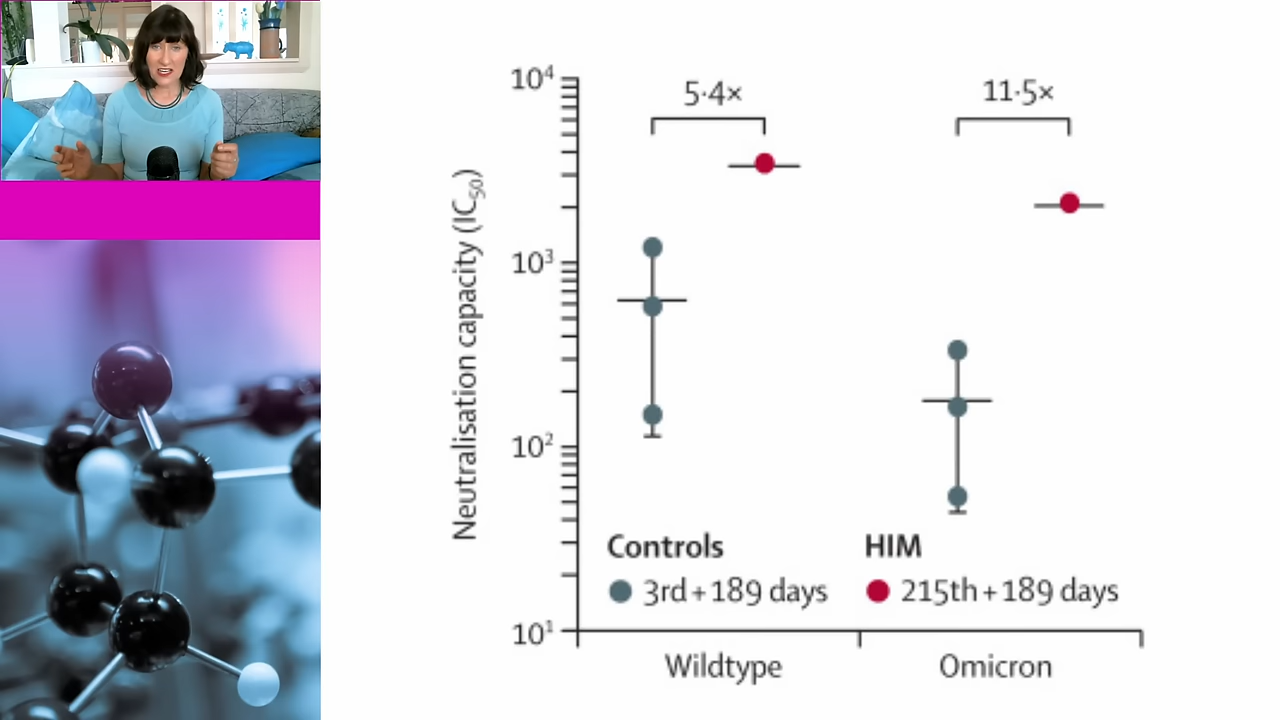 5·4×
11·5×
10⁴
10³
10²
10¹
Neutralisation capacity (IC₅₀)
Controls
3rd + 189 days
HIM
215th + 189 days
Wildtype
Omicron